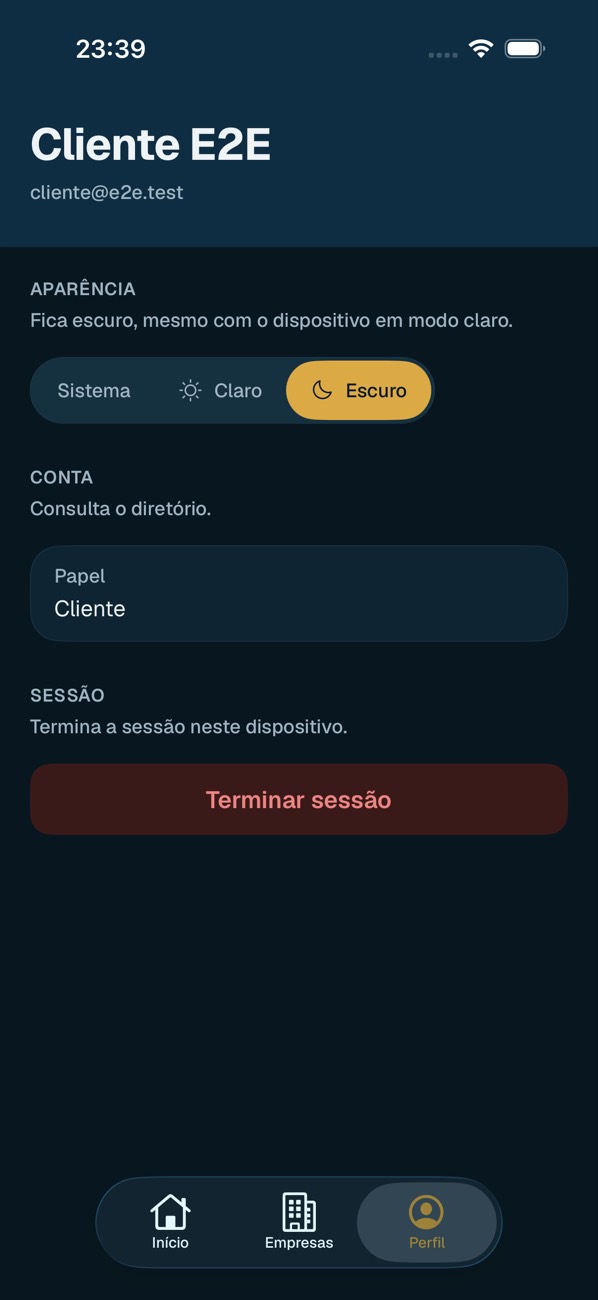 23:39
Cliente E2E
cliente@e2e.test
APARÊNCIA
Fica escuro, mesmo com o dispositivo em modo claro.
Sistema Claro Escuro
CONTA
Consulta o diretório.
Papel
Cliente
SESSÃO
Termina a sessão neste dispositivo.
Terminar sessão
Início Empresas Perfil